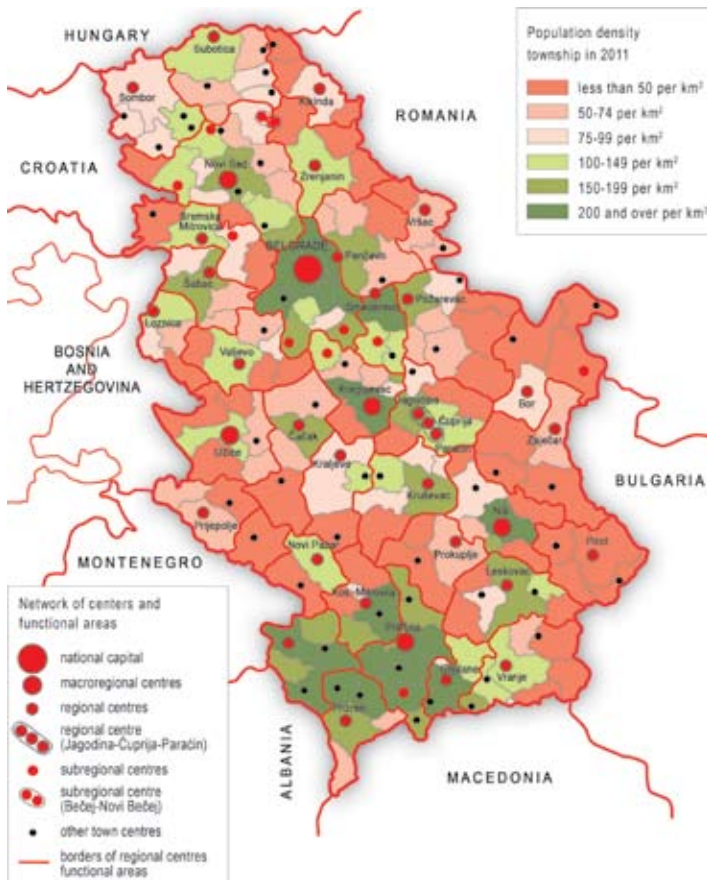 HUNGARY
Subotica
Sombor
Kikinda
ROMANIA
CROATIA
Novi Sad
Zrenjanin
Vršac
Sremska
Mitrovica
BELGRADE
Pančevo
Šabac
Smederevo
Požarevac
Loznica
BOSNIA
AND
HERTZEGOVINA
Valjevo
Kragujevac
Jagodina
Ćuprija
Paraćin
Bor
Zaječar
Užice
Čačak
Kraljevo
Kruševac
BULGARIA
Niš
Prijepolje
Novi Pazar
Prokuplje
Pirot
MONTENEGRO
Leskovac
Kos. Mitrovica
Priština
Vranje
Prizren
ALBANIA
MACEDONIA
Population density
township in 2011
less than 50 per km²
50-74 per km²
75-99 per km²
100-149 per km²
150-199 per km²
200 and over per km²
Network of centers and
functional areas
national capital
macroregional centres
regional centres
regional centre
(Jagodina-Ćuprija-Paraćin)
subregional centres
subregional centre
(Bečej-Novi Bečej)
other town centres
borders of regional centres
functional areas